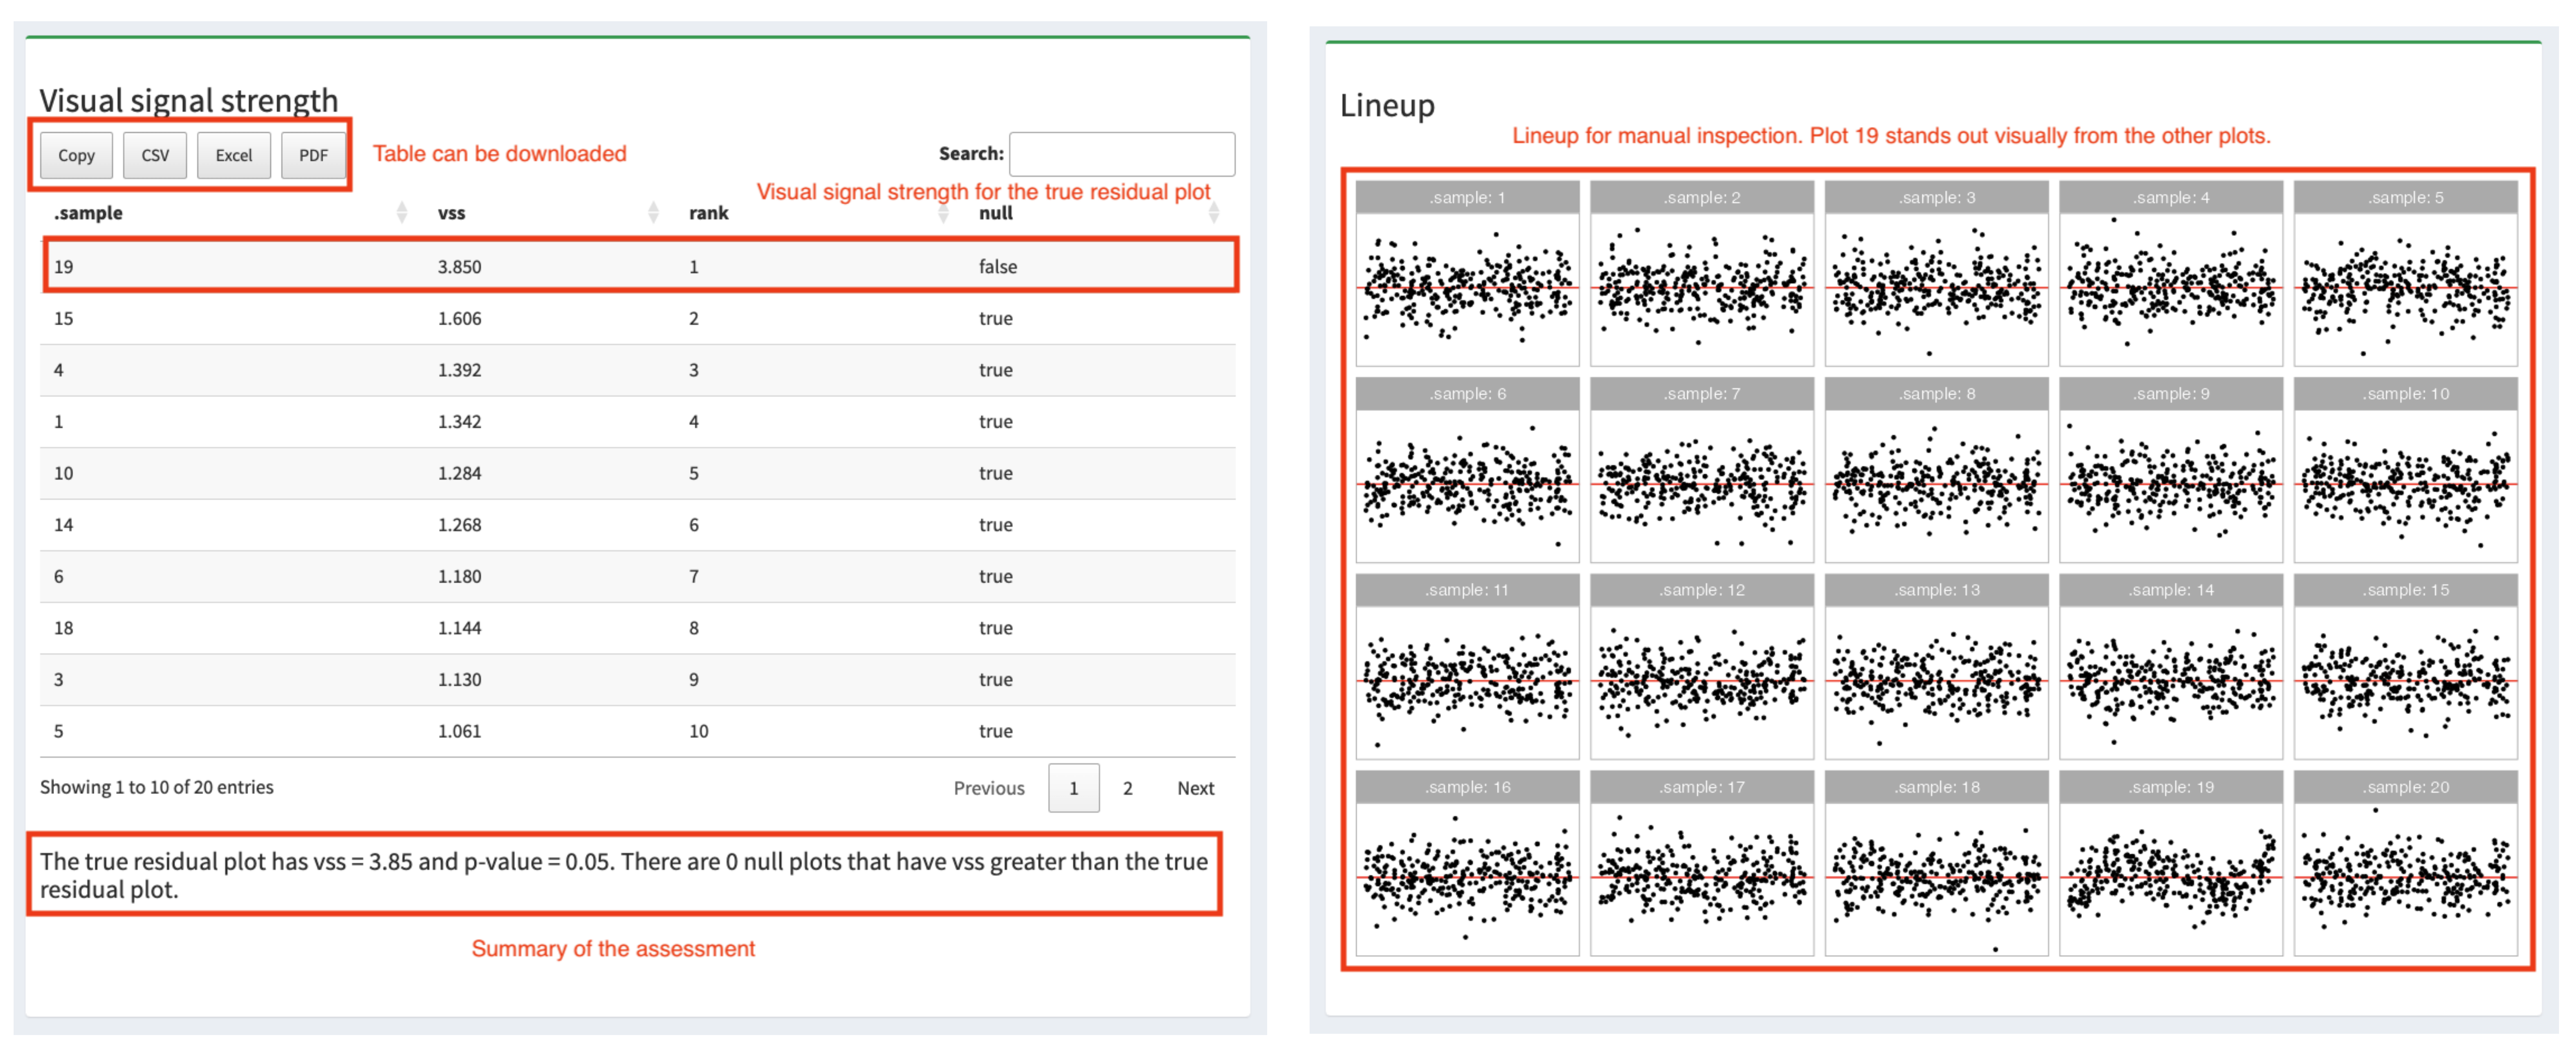 Visual signal strength
Copy CSV Excel PDF Table can be downloaded Search:
Visual signal strength for the true residual plot
.sample vss rank null
19 3.850 1 false
15 1.606 2 true
4 1.392 3 true
1 1.342 4 true
10 1.284 5 true
14 1.268 6 true
6 1.180 7 true
18 1.144 8 true
3 1.130 9 true
5 1.061 10 true
Showing 1 to 10 of 20 entries Previous 1 2 Next
The true residual plot has vss = 3.85 and p-value = 0.05. There are 0 null plots that have vss greater than the true
residual plot.
Summary of the assessment
Lineup
Lineup for manual inspection. Plot 19 stands out visually from the other plots.
.sample: 1 .sample: 2 .sample: 3 .sample: 4 .sample: 5
.sample: 6 .sample: 7 .sample: 8 .sample: 9 .sample: 10
.sample: 11 .sample: 12 .sample: 13 .sample: 14 .sample: 15
.sample: 16 .sample: 17 .sample: 18 .sample: 19 .sample: 20